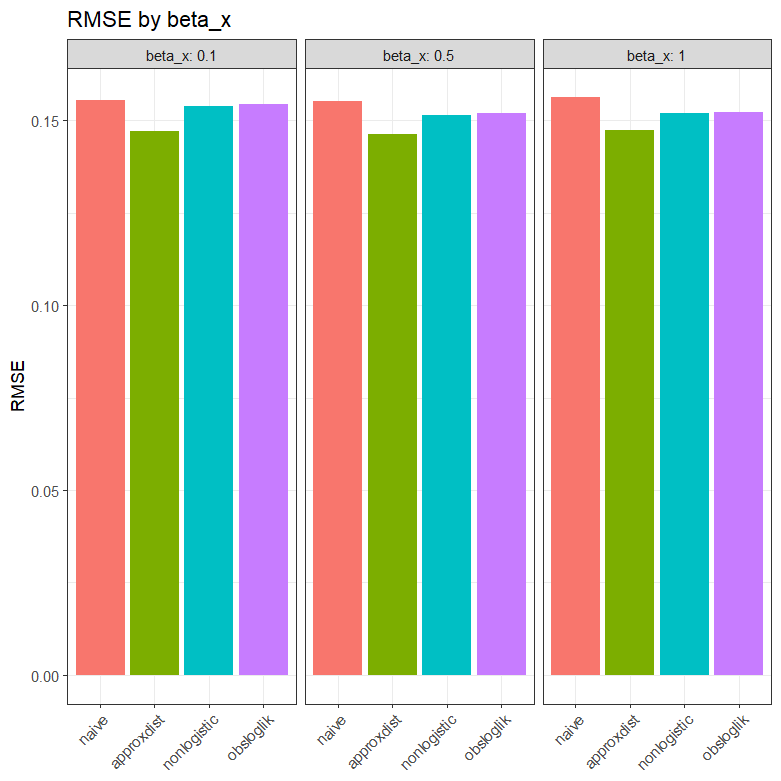 RMSE by beta_x
beta_x: 0.1
beta_x: 0.5
beta_x: 1
RMSE
0.15
0.10
0.05
0.00
naive
approxdist
nonlogistic
obsloglik
naive
approxdist
nonlogistic
obsloglik
naive
approxdist
nonlogistic
obsloglik